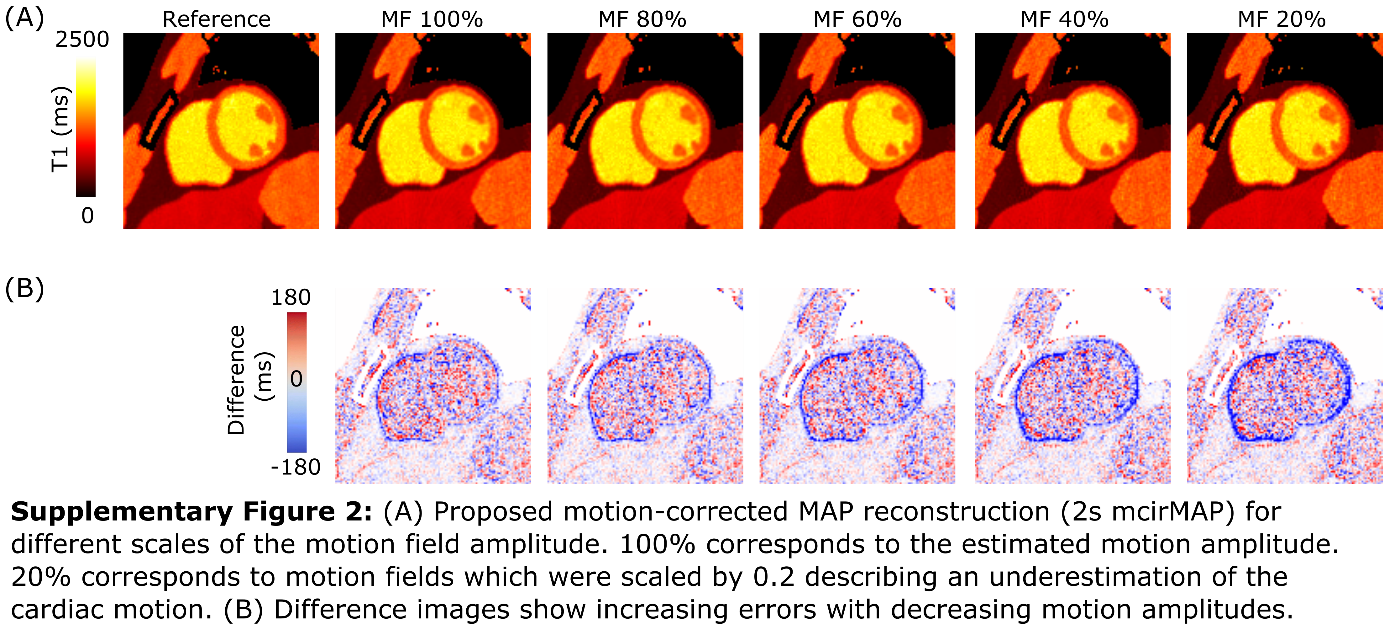 (A)
Reference
MF 100%
MF 80%
MF 60%
MF 40%
MF 20%
2500
T1 (ms)
0
(B)
180
Difference
(ms)
0
-180
Supplementary Figure 2: (A) Proposed motion-corrected MAP reconstruction (2s mcirMAP) for
different scales of the motion field amplitude. 100% corresponds to the estimated motion amplitude.
20% corresponds to motion fields which were scaled by 0.2 describing an underestimation of the
cardiac motion. (B) Difference images show increasing errors with decreasing motion amplitudes.